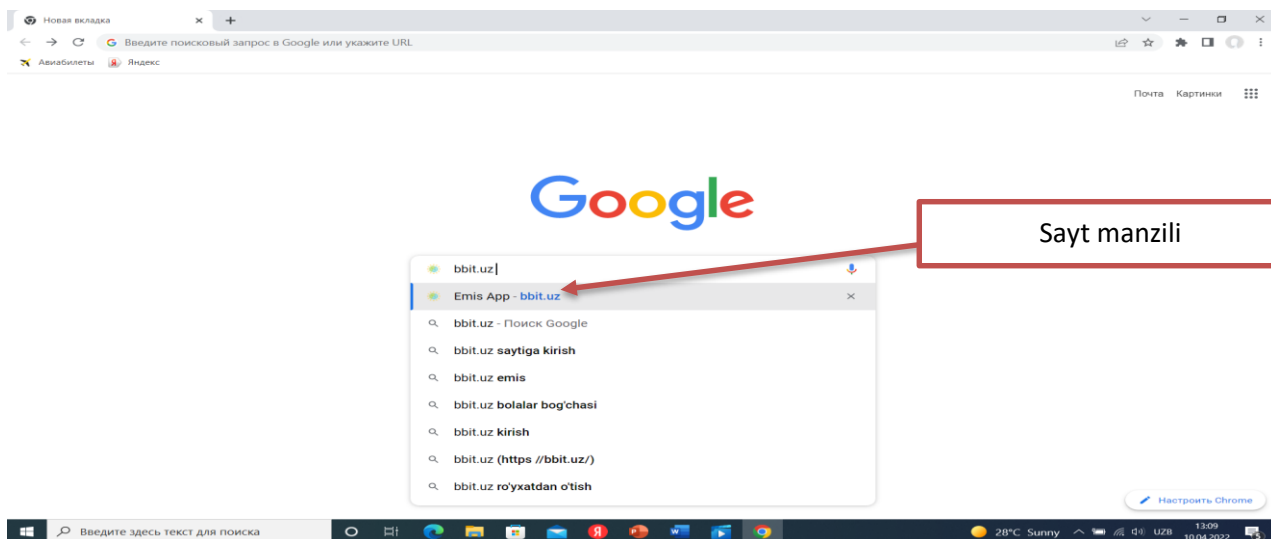 Новая вкладка
Введите поисковый запрос в Google или укажите URL
Авиабилеты Яндекс
Почта Картинки
Google
Sayt manzili
bbit.uz
Emis App - bbit.uz
bbit.uz - Поиск Google
bbit.uz saytiga kirish
bbit.uz emis
bbit.uz bolalar bog'chasi
bbit.uz kirish
bbit.uz (https //bbit.uz/)
bbit.uz ro'yxatdan o'tish
Настроить Chrome
Введите здесь текст для поиска
28°C Sunny UZB 13:09
10.04.2022